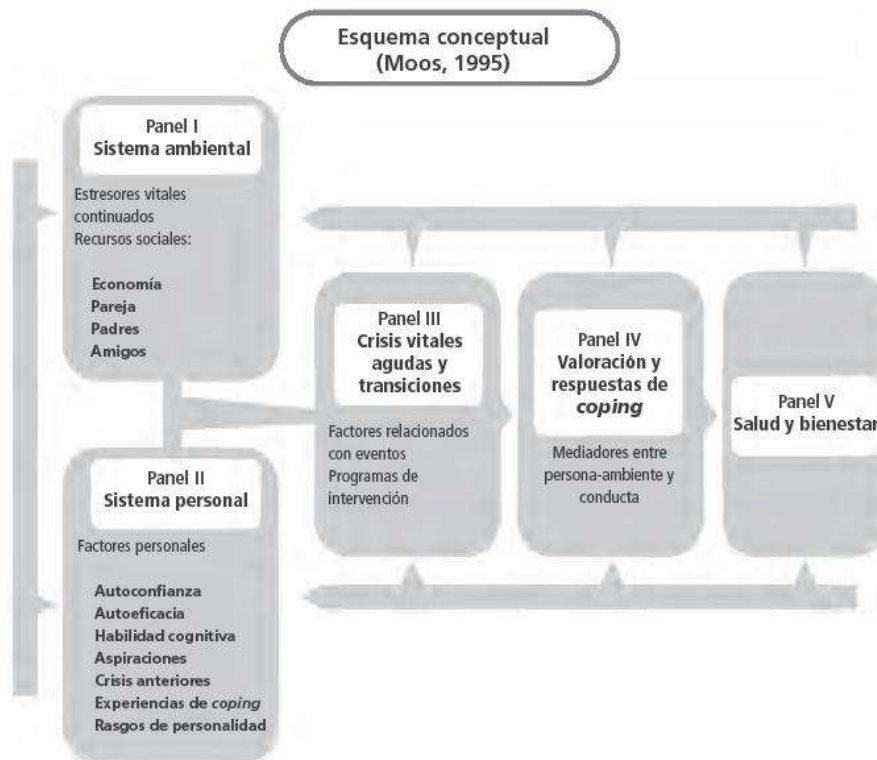 Esquema conceptual
(Moos, 1995)
Panel I
Sistema ambiental
Estresores vitales
continuados
Recursos sociales:
Economía
Pareja
Padres
Amigos
Panel II
Sistema personal
Factores personales
Autoconfianza
Autoeficacia
Habilidad cognitiva
Aspiraciones
Crisis anteriores
Experiencias de coping
Rasgos de personalidad
Panel III
Crisis vitales
agudas y
transiciones
Factores relacionados
con eventos
Programas de
intervención
Panel IV
Valoración y
respuestas de
coping
Mediadores entre
persona-ambiente y
conducta
Panel V
Salud y bienestar